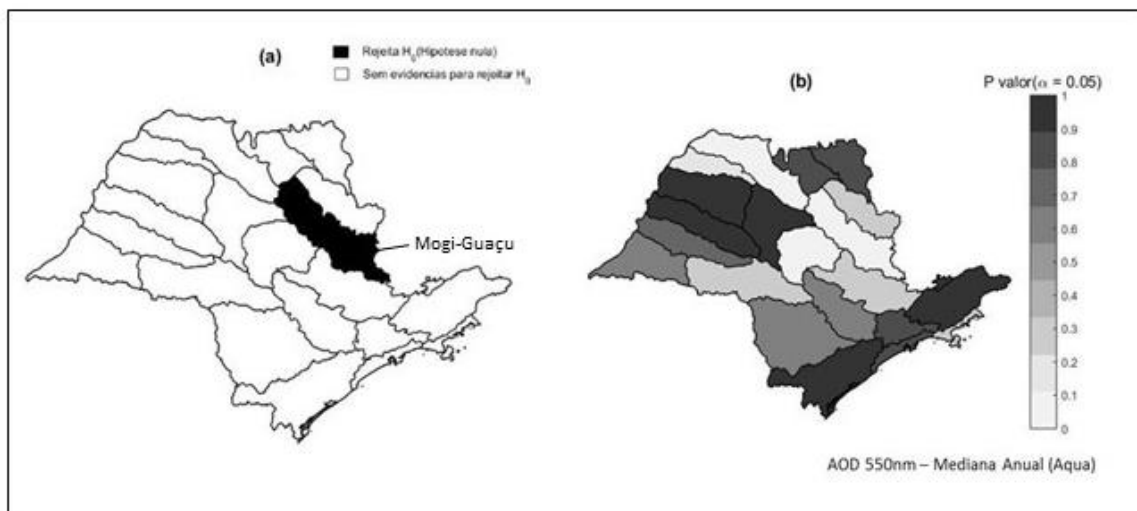 (a)
Rejeita H0(Hipotese nula)
Sem evidencias para rejeitar H0
Mogi-Guaçu
(b)
P valor(α = 0.05)
1
0.9
0.8
0.7
0.6
0.5
0.4
0.3
0.2
0.1
0
AOD 550nm – Mediana Anual (Aqua)